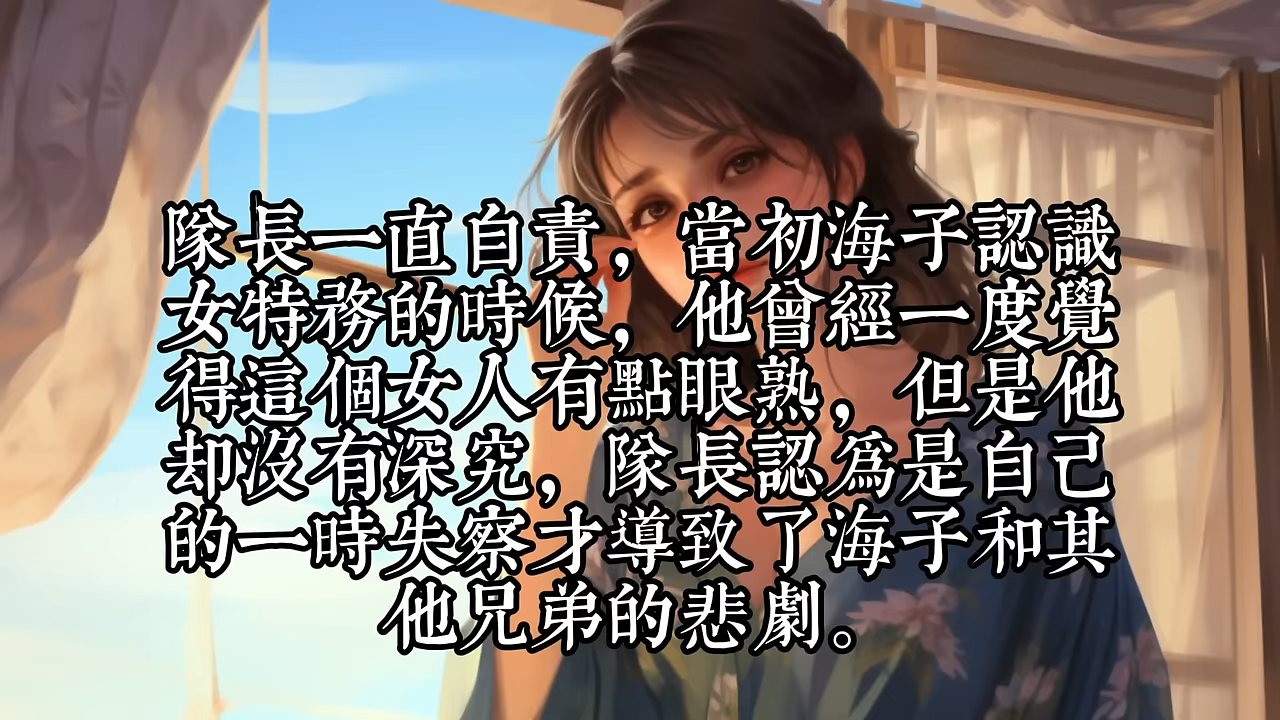 隊長一直自責，當初海子認識
女特務的時候，他曾經一度覺
得這個女人有點眼熟，但是他
却沒有深究，隊長認爲是自己
的一時失察才導致了海子和其
他兄弟的悲劇。